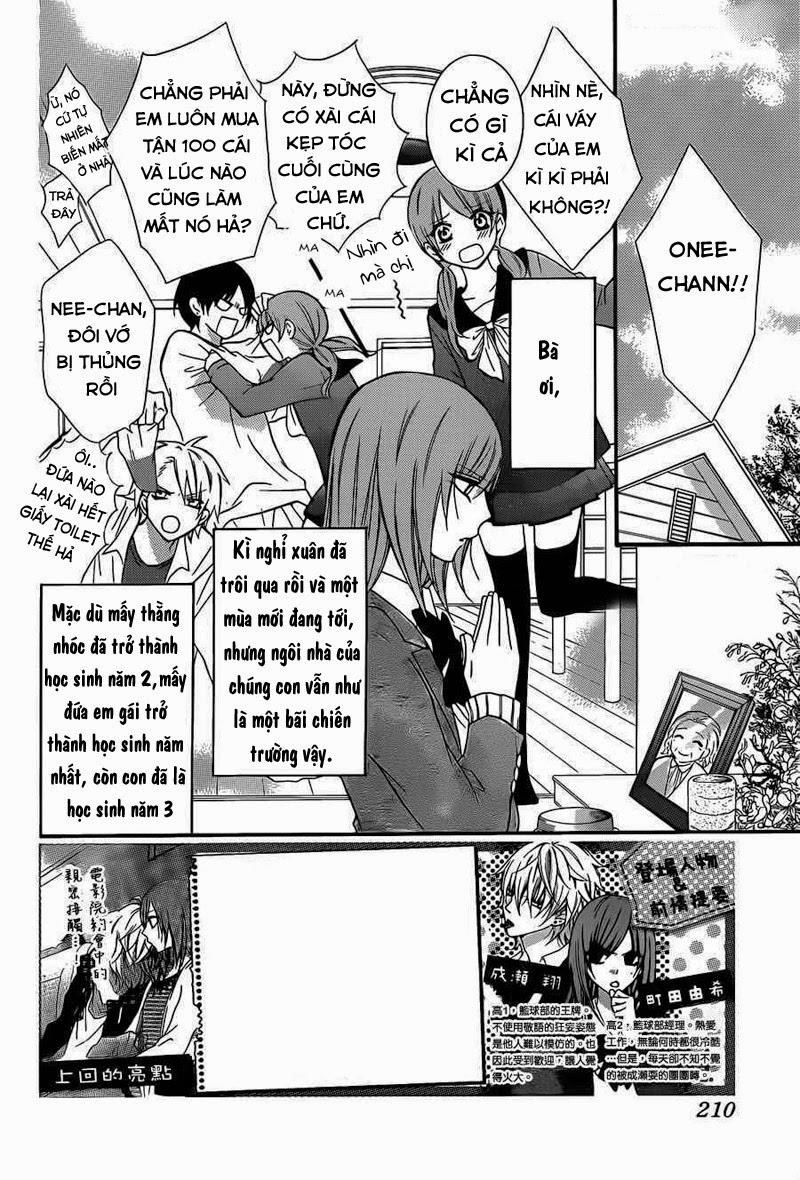 ONEE-
CHANN!!
NHÌN NÈ,
CÁI VÁY
CỦA EM
KÌ KÌ PHẢI
KHÔNG?!
CHẲNG
CÓ GÌ
KÌ CẢ
NÀY, ĐỪNG
CÓ XÀI CÁI
KẸP TÓC
CUỐI CÙNG
CỦA EM
CHỨ.
CHẲNG PHẢI
EM LUÔN MUA
TẬN 100 CÁI
VÀ LÚC NÀO
CŨNG LÀM
MẤT NÓ HẢ?
Ừ, NÓ
CỨ TỰ
NHIÊN
BIẾN MẤT
Ở NHÀ
TRẢ
ĐÂY
MA
MA
Nhìn đi
mà chị
Bà
ơi,
NEE-CHAN,
ĐÔI VỚ
BỊ THỦNG
RỒI
ÔI..
ĐỨA NÀO
LẠI XÀI HẾT
GIẤY TOILET
THẾ HẢ
Kì nghỉ xuân đã
trôi qua rồi và một
mùa mới đang tới,
nhưng ngôi nhà của
chúng con vẫn như
là một bãi chiến
trường vậy.
Mặc dù mấy thằng
nhóc đã trở thành
học sinh năm 2,mấy
đứa em gái trở
thành học sinh năm
nhất, còn con đã là
học sinh năm 3
登場人物
&
前情提要
町田由希
高2，籃球部經理。熱愛
工作，無論何時都很冷酷
…但是，每天卻不知不覺
的被成瀨耍的團團轉。
成瀨 翔
高1，籃球部的王牌。
不使用敬語的狂妄姿態
是他人難以模仿的。也
因此受到歡迎，讓人覺
得火大。
電影院約會中的
親密接觸…！
上回的亮點
210